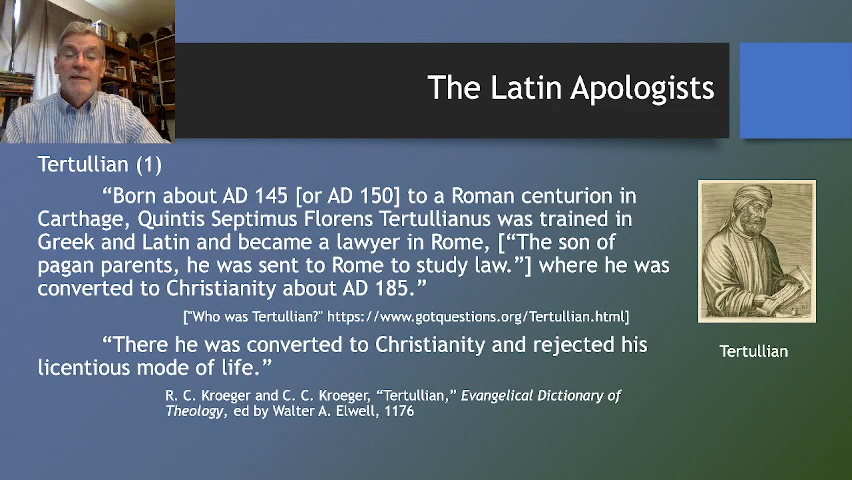 The Latin Apologists
Tertullian (1)
“Born about AD 145 [or AD 150] to a Roman centurion in
Carthage, Quintis Septimus Florens Tertullianus was trained in
Greek and Latin and became a lawyer in Rome, [“The son of
pagan parents, he was sent to Rome to study law.”] where he was
converted to Christianity about AD 185.”
["Who was Tertullian?" https://www.gotquestions.org/Tertullian.html]
“There he was converted to Christianity and rejected his
licentious mode of life.”
R. C. Kroeger and C. C. Kroeger, “Tertullian,” Evangelical Dictionary of
Theology, ed by Walter A. Elwell, 1176
Tertullian